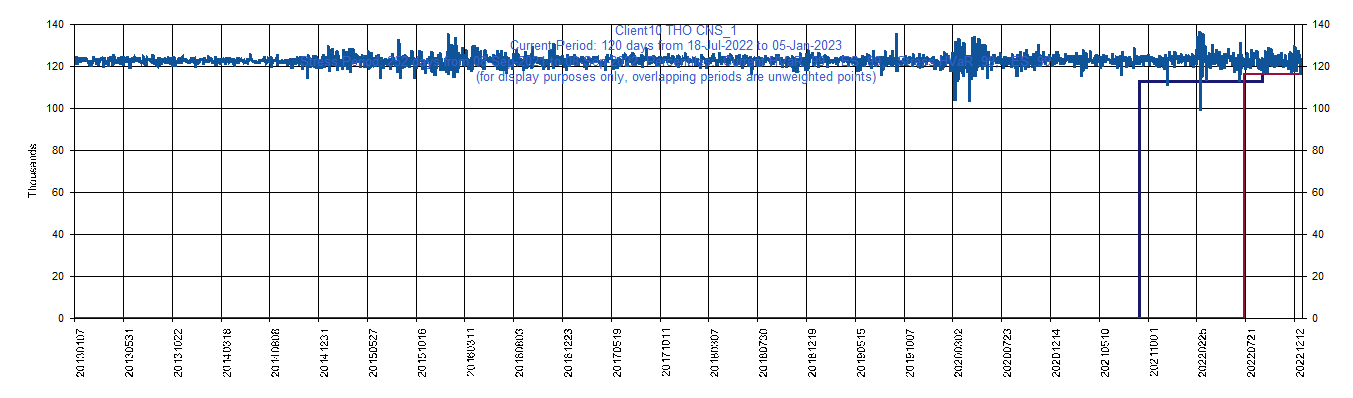 Client10 THO CNS_1
Current Period: 120 days from 18-Jul-2022 to 05-Jan-2023
(for display purposes only, overlapping periods are unweighted points)
140 140
120 120
100 100
80 80
60 60
40 40
20 20
0 0
Thousands
20130107 20130531 20131022 20140318 20140808 20141231 20150527 20151016 20160311 20160803 20161223 20170519 20171011 20180307 20180730 20181219 20190515 20191007 20200302 20200723 20201214 20210510 20211001 20220225 20220721 20221212